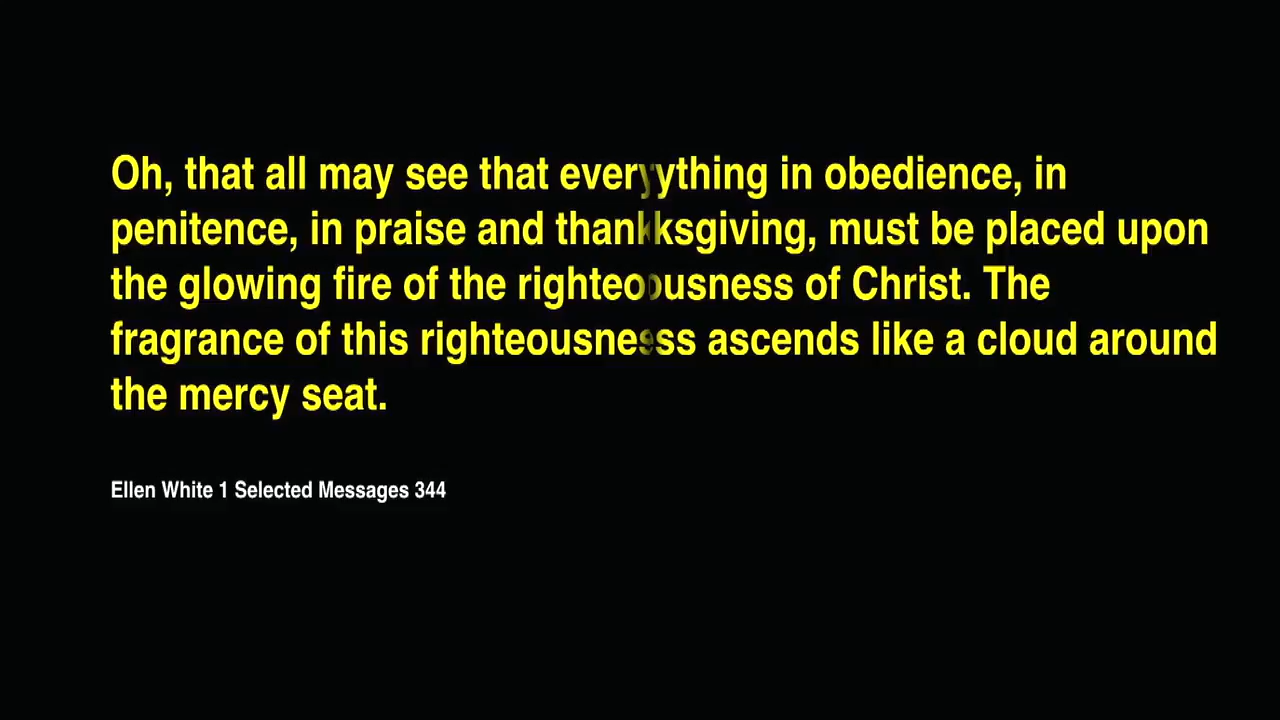 Oh, that all may see that everything in obedience, in
penitence, in praise and thanksgiving, must be placed upon
the glowing fire of the righteousness of Christ. The
fragrance of this righteousness ascends like a cloud around
the mercy seat.
Ellen White 1 Selected Messages 344